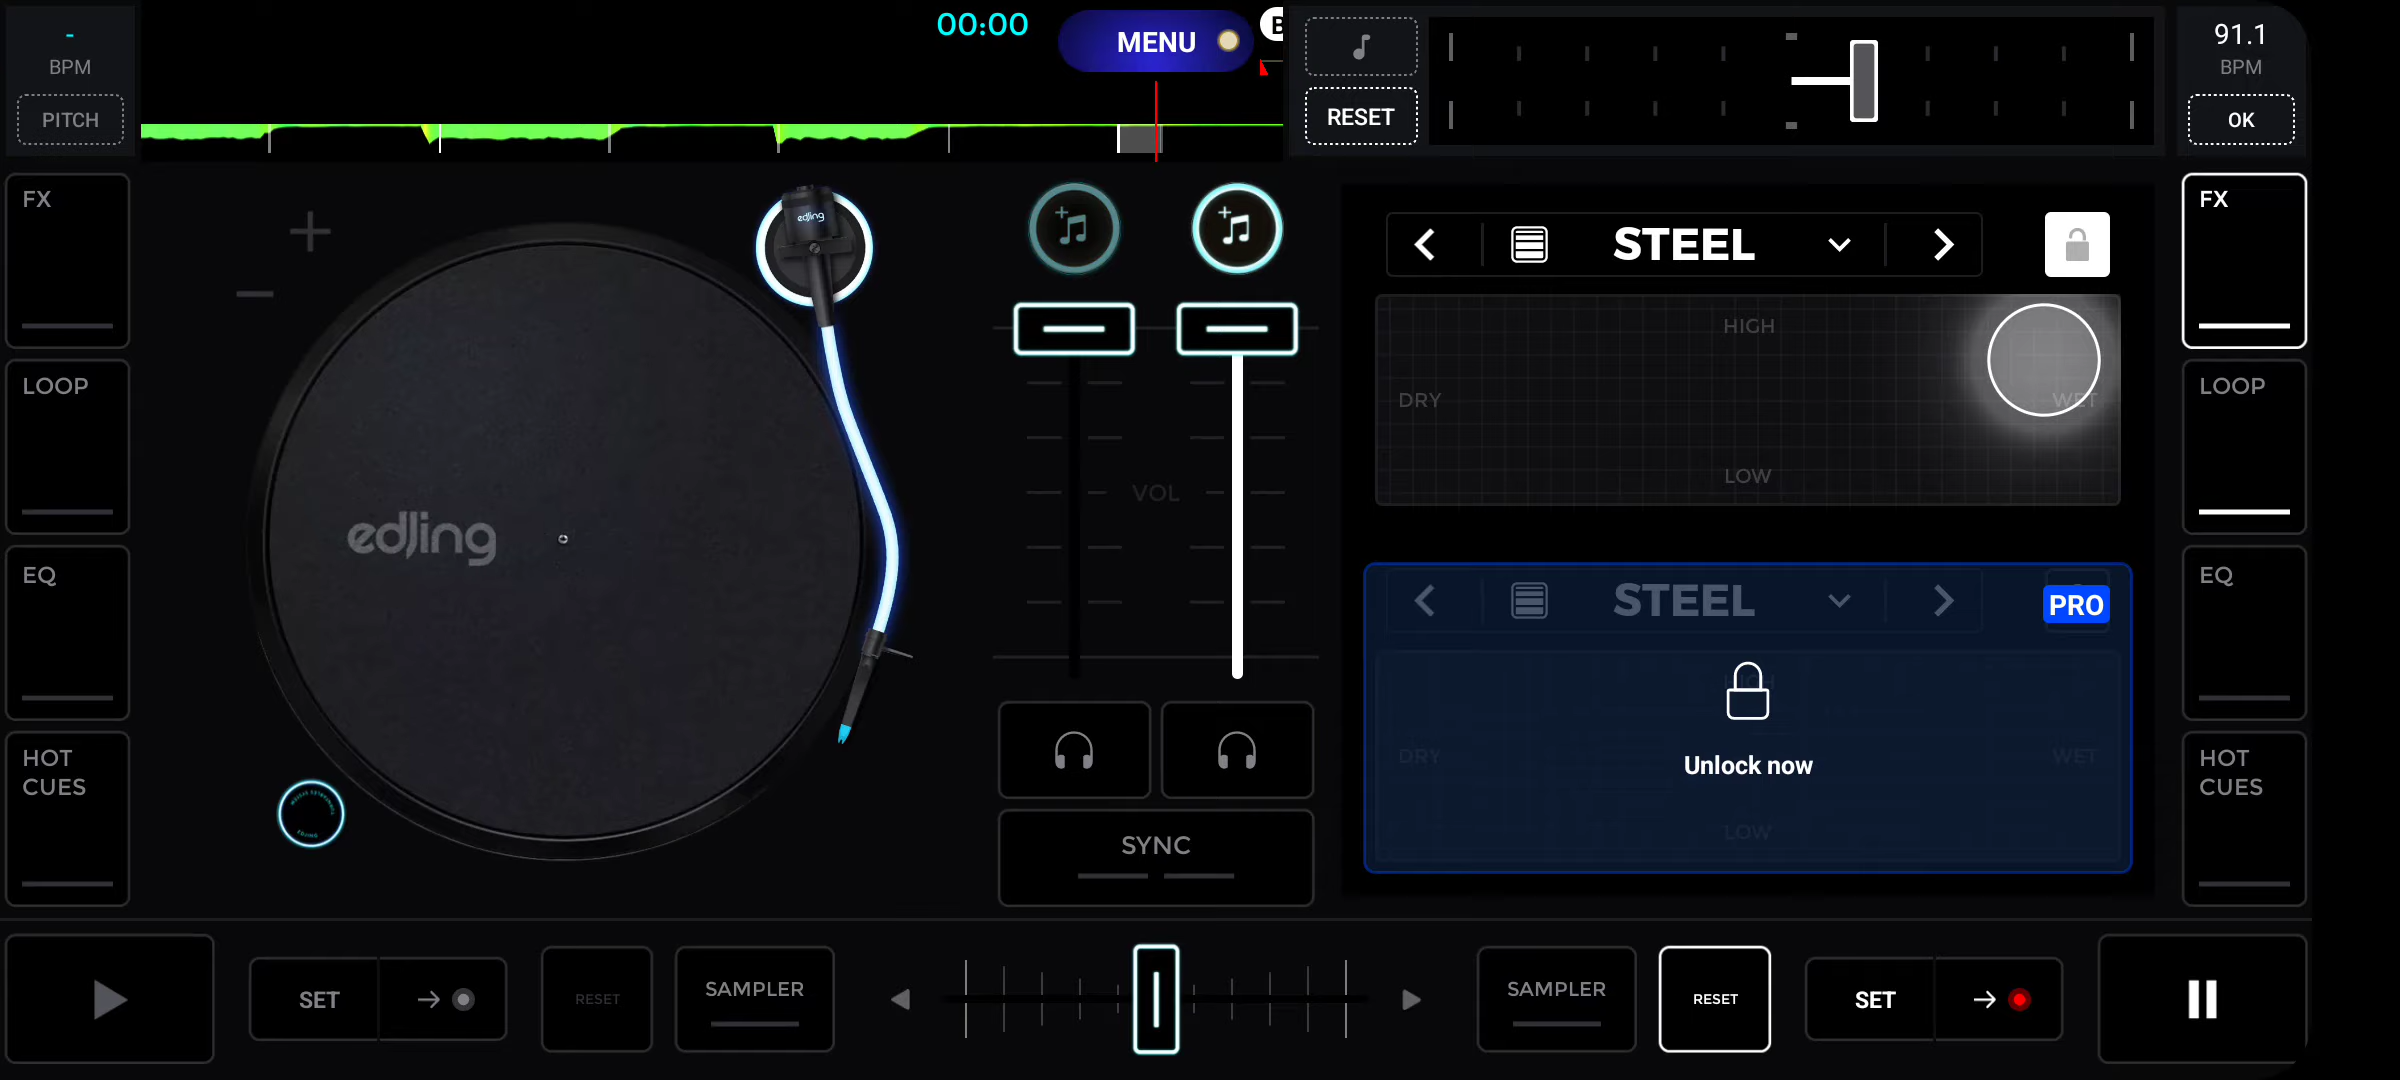 -
BPM
PITCH
00:00
MENU
B
RESET
91.1
BPM
OK
FX
LOOP
EQ
HOT
CUES
edjing
edjing
VOL
SYNC
STEEL
HIGH
DRY
WET
LOW
STEEL
PRO
Unlock now
DRY
WET
LOW
FX
LOOP
EQ
HOT
CUES
SET
RESET
SAMPLER
SAMPLER
RESET
SET